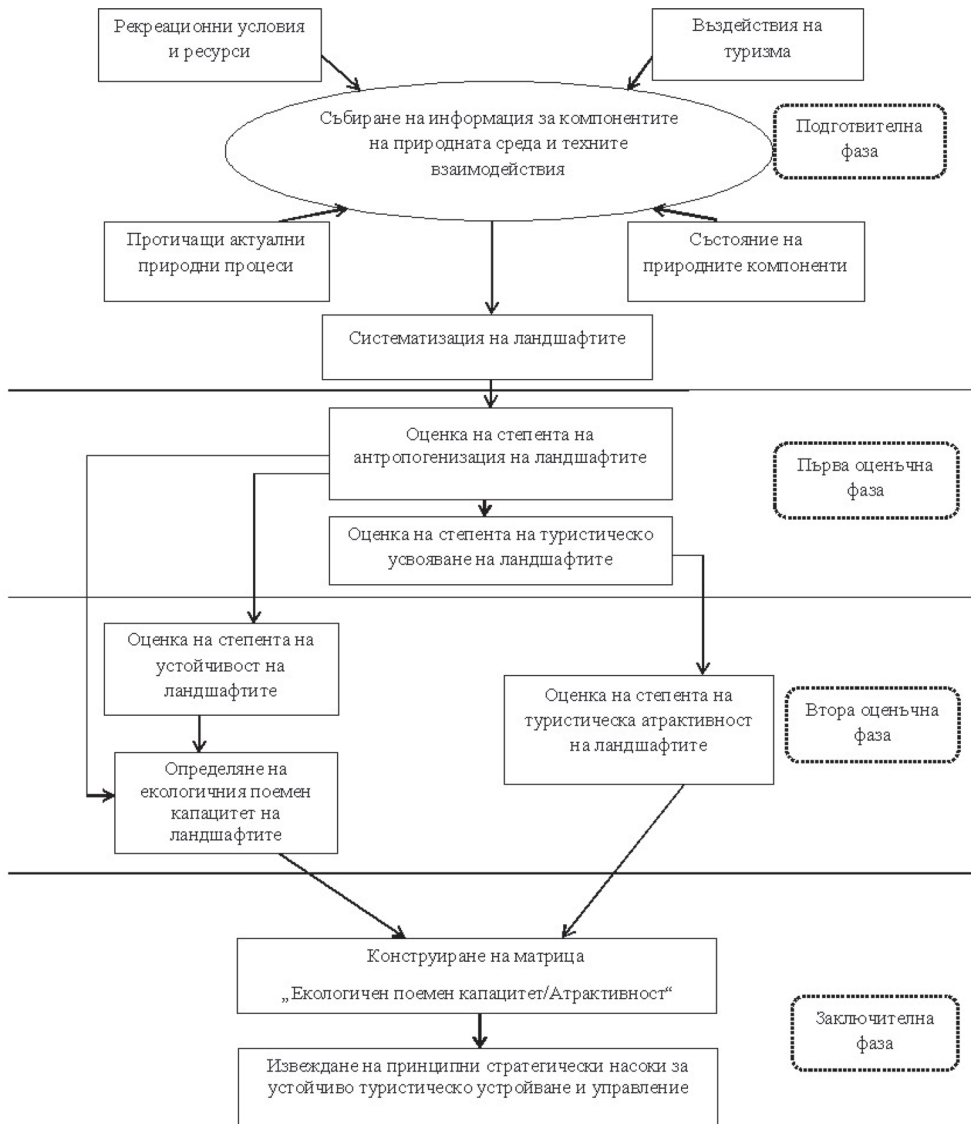 Рекреационни условия
и ресурси
Въздействия на
туризма
Събиране на информация за компонентите
на природната среда и техните
взаимодействия
Подготвителна
фаза
Протичащи актуални
природни процеси
Състояние на
природните компоненти
Систематизация на ландшафтите
Оценка на степента на
антропогенизация на ландшафтите
Първа оценъчна
фаза
Оценка на степента на туристическо
усвояване на ландшафтите
Оценка на степента на
устойчивост на
ландшафтите
Оценка на степента на
туристическа атрактивност
на ландшафтите
Втора оценъчна
фаза
Определяне на
екологичния поемен
капацитет на
ландшафтите
Конструиране на матрица
„Екологичен поемен капацитет/Атрактивност“
Заключителна
фаза
Извеждане на принципни стратегически насоки за
устойчиво туристическо устройване и управление